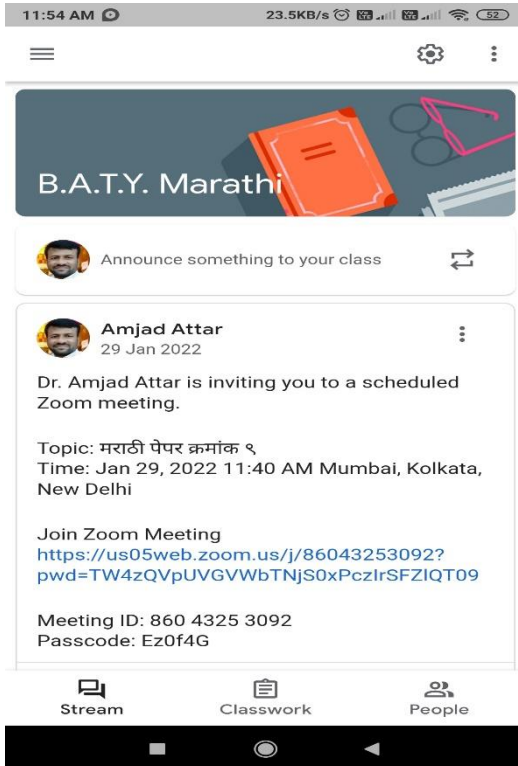 11:54 AM
23.5KB/s
52
B.A.T.Y. Marathi
Announce something to your class
Amjad Attar
29 Jan 2022
Dr. Amjad Attar is inviting you to a scheduled
Zoom meeting.
Topic: मराठी पेपर क्रमांक ९
Time: Jan 29, 2022 11:40 AM Mumbai, Kolkata,
New Delhi
Join Zoom Meeting
https://us05web.zoom.us/j/86043253092?
pwd=TW4zQVpUVGVWbTNjS0xPczIrSFZIQT09
Meeting ID: 860 4325 3092
Passcode: Ez0f4G
Stream
Classwork
People